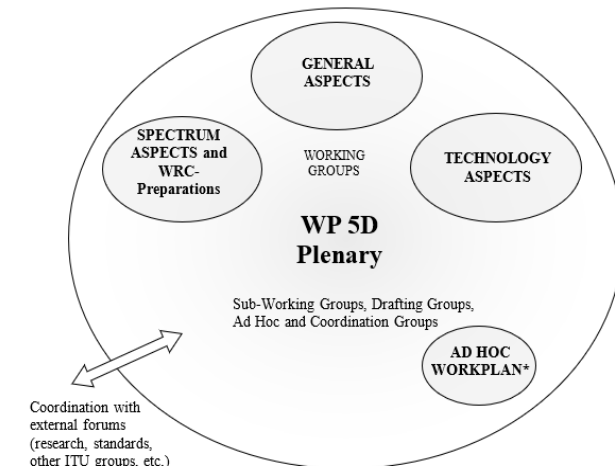 GENERAL
ASPECTS
SPECTRUM
ASPECTS and
WRC-
Preparations
WORKING
GROUPS
TECHNOLOGY
ASPECTS
WP 5D
Plenary
Sub-Working Groups, Drafting Groups,
Ad Hoc and Coordination Groups
AD HOC
WORKPLAN*
Coordination with
external forums
(research, standards,
other ITU groups, etc.)